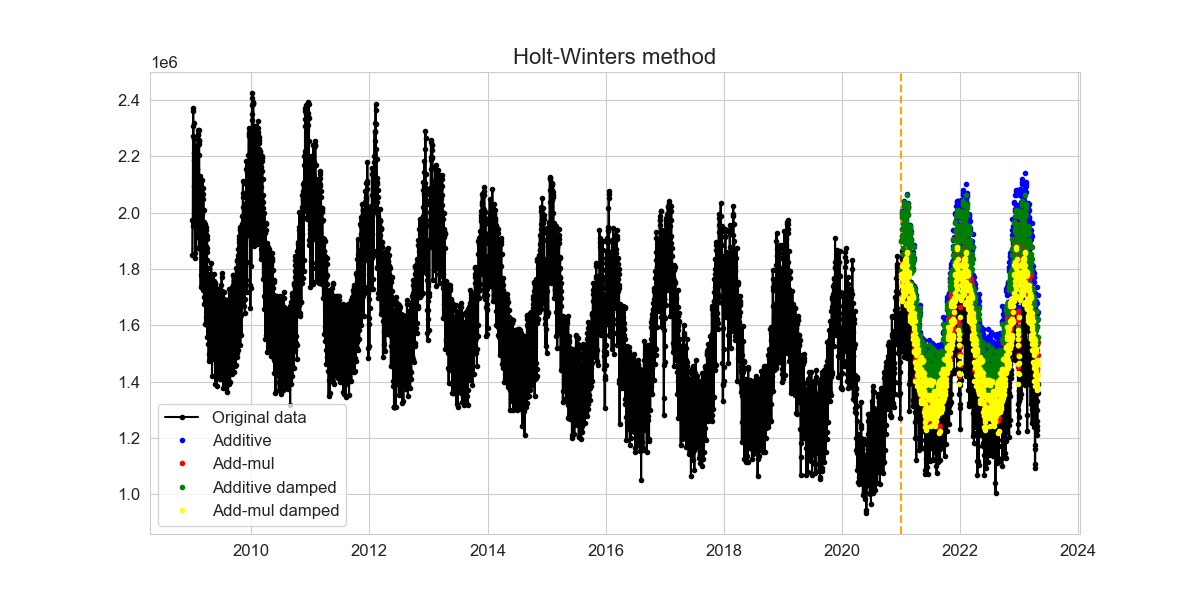 Holt-Winters method
1e6
2.4
2.2
2.0
1.8
1.6
1.4
1.2
1.0
Original data
Additive
Add-mul
Additive damped
Add-mul damped
2010
2012
2014
2016
2018
2020
2022
2024